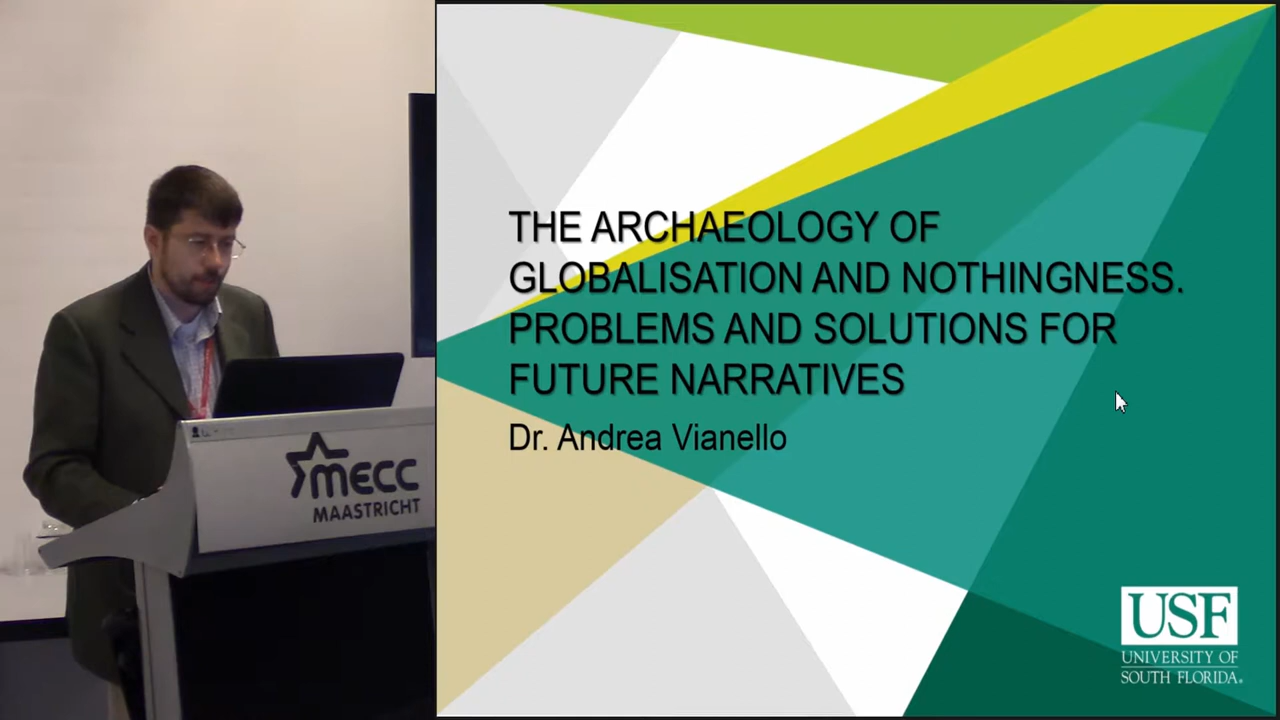 THE ARCHAEOLOGY OF
GLOBALISATION AND NOTHINGNESS.
PROBLEMS AND SOLUTIONS FOR
FUTURE NARRATIVES
Dr. Andrea Vianello
mecc
MAASTRICHT
USF
UNIVERSITY OF
SOUTH FLORIDA®